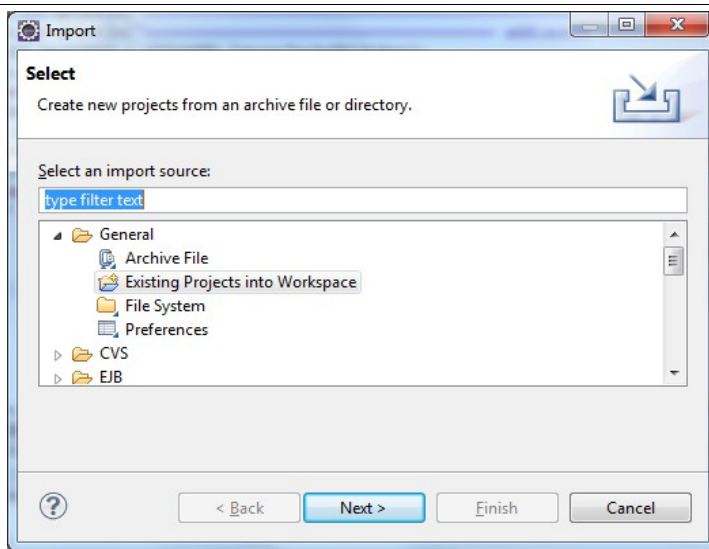 Import
Select
Create new projects from an archive file or directory.
Select an import source:
type filter text
General
Archive File
Existing Projects into Workspace
File System
Preferences
CVS
EJB
< Back Next > Finish Cancel